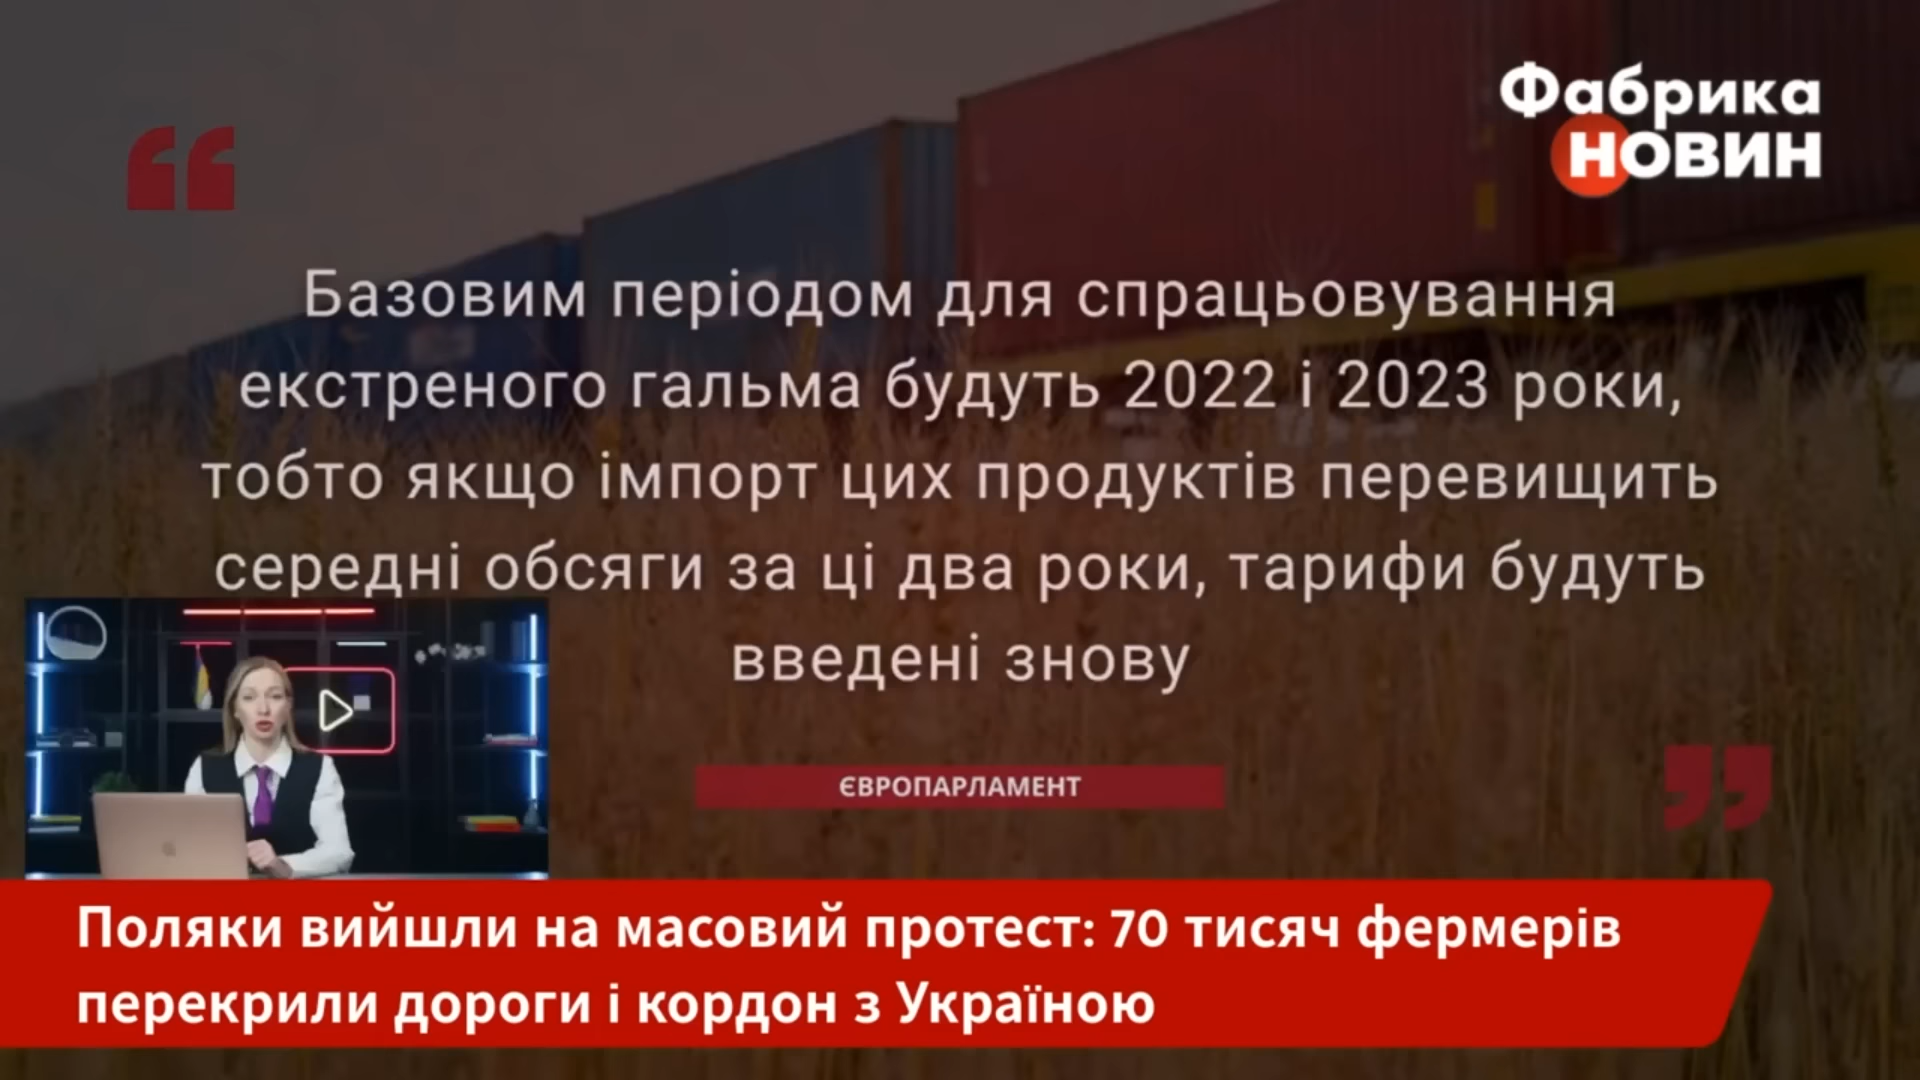 Фабрика
новин
Базовим періодом для спрацьовування
екстреного гальма будуть 2022 і 2023 роки,
тобто якщо імпорт цих продуктів перевищить
середні обсяги за ці два роки, тарифи будуть
введені знову
ЄВРОПАРЛАМЕНТ
Поляки вийшли на масовий протест: 70 тисяч фермерів
перекрили дороги і кордон з Україною